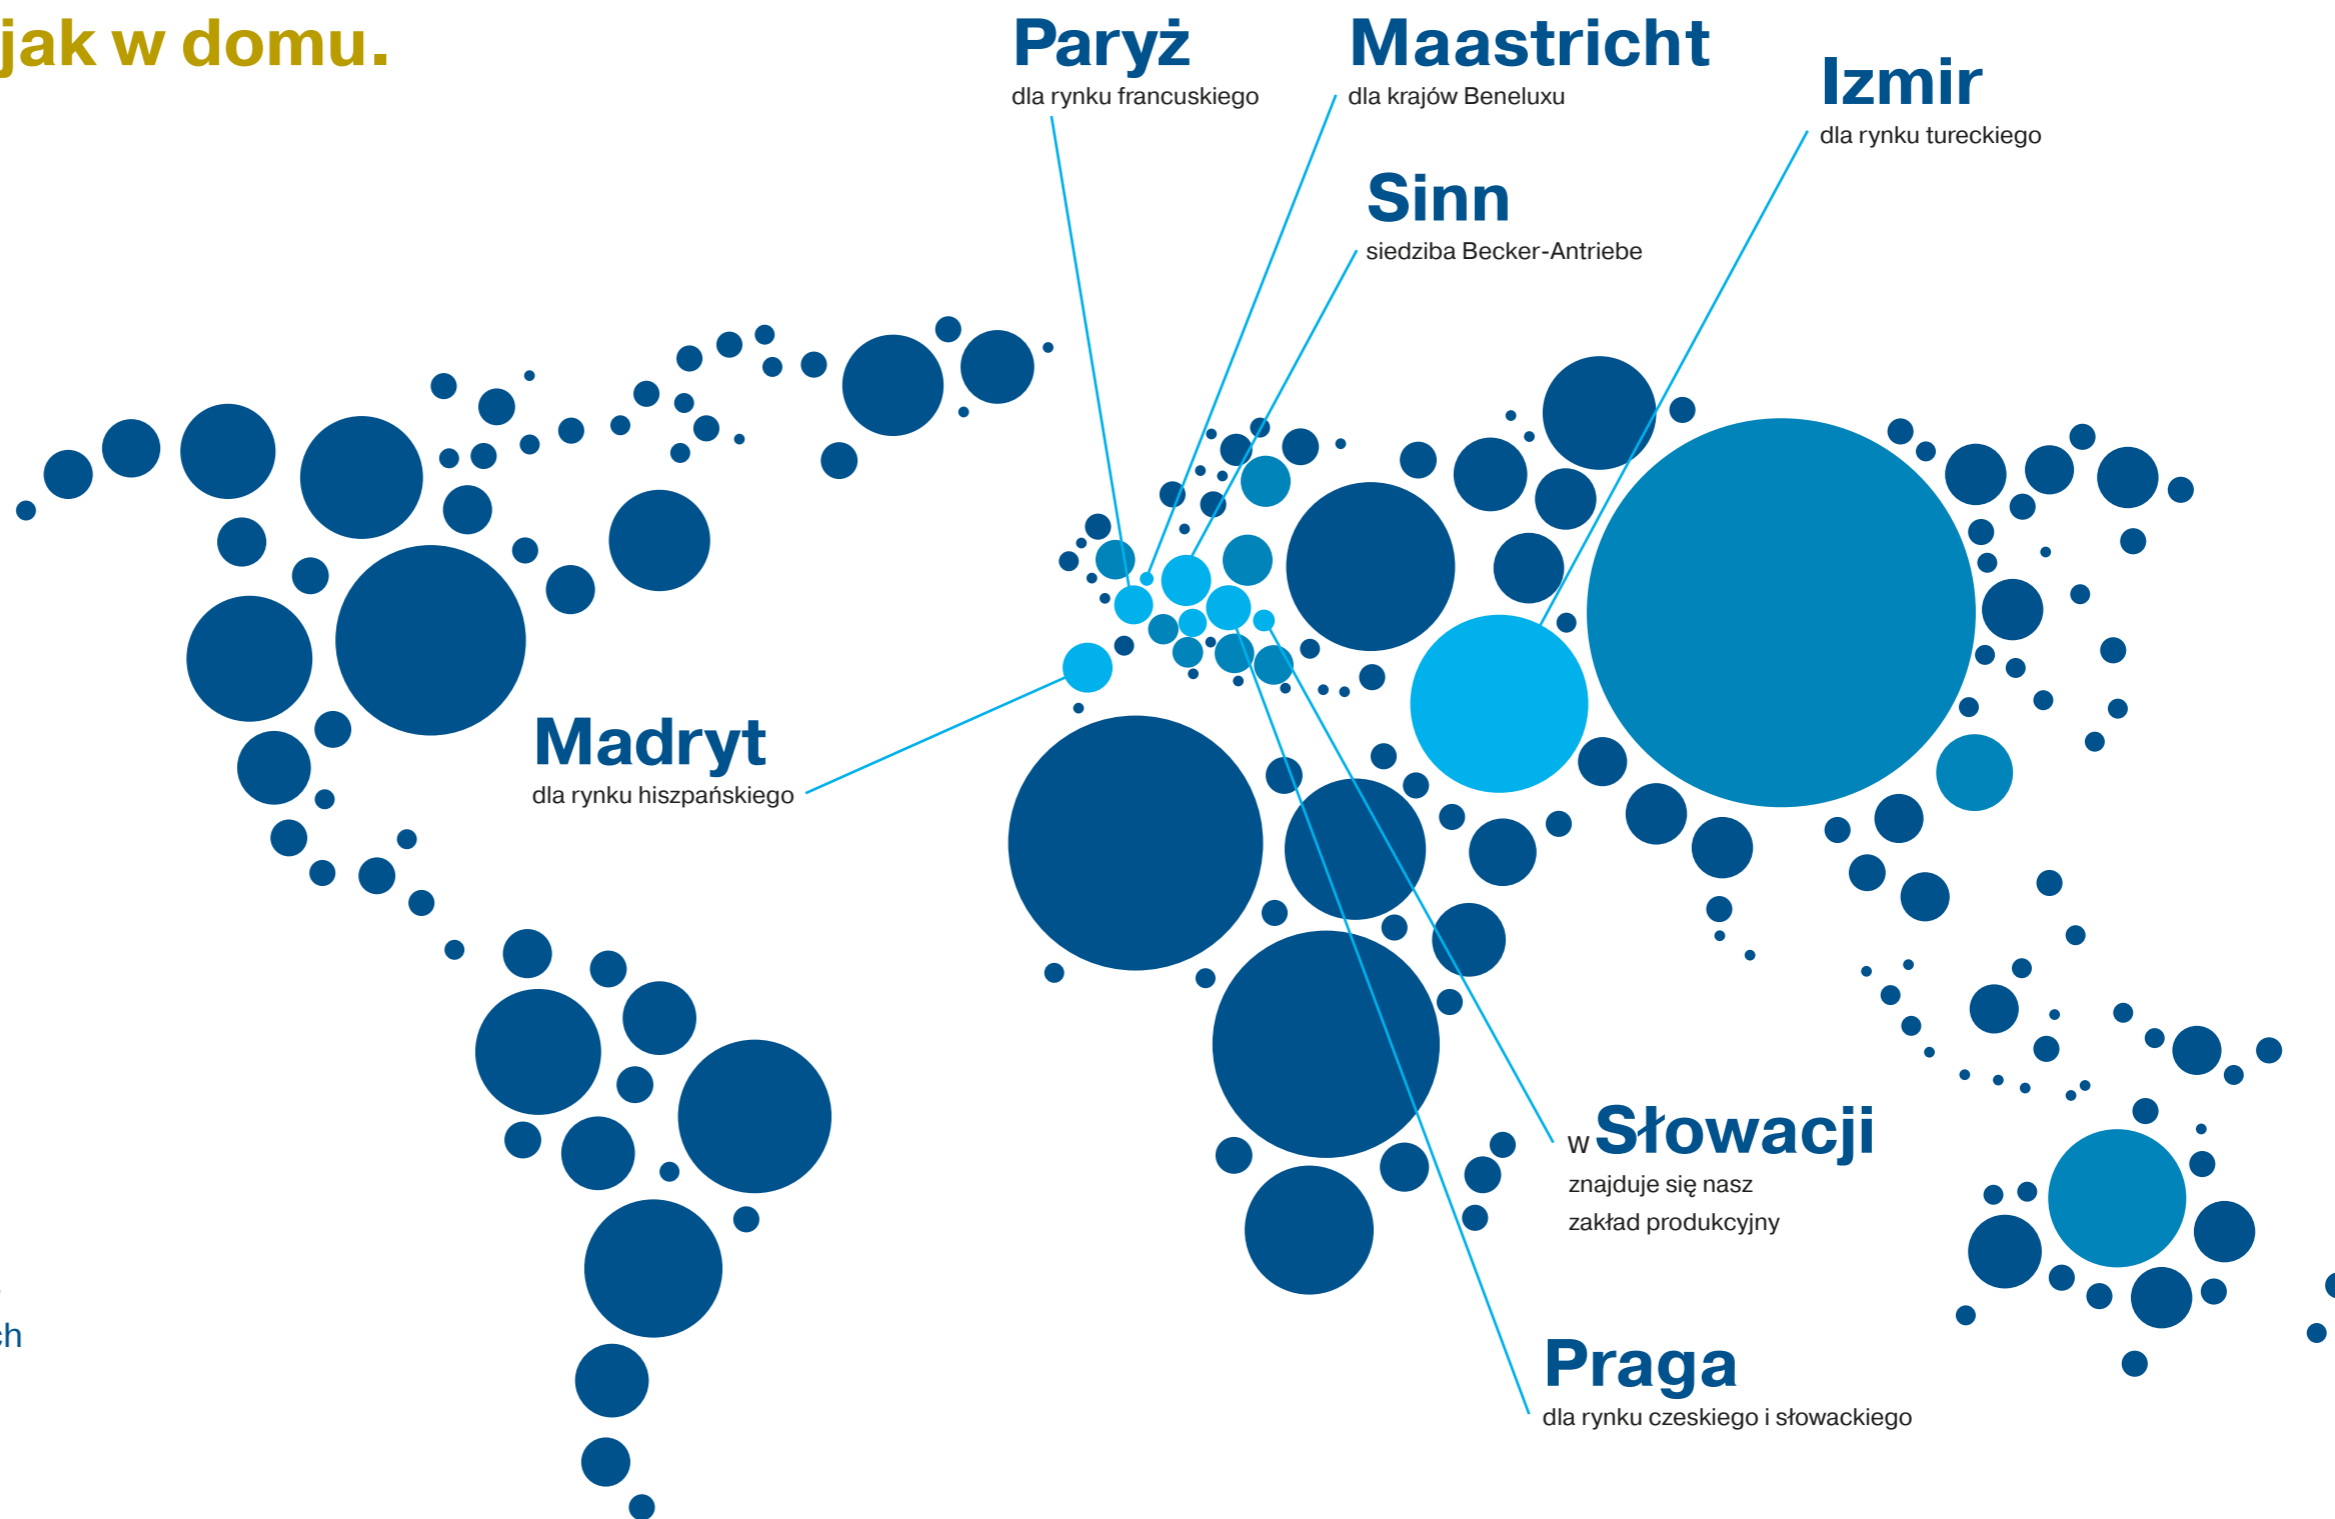 jak w domu.
Paryż
dla rynku francuskiego
Maastricht
dla krajów Beneluxu
Izmir
dla rynku tureckiego
Sinn
siedziba Becker-Antriebe
Madryt
dla rynku hiszpańskiego
w Słowacji
znajduje się nasz
zakład produkcyjny
Praga
dla rynku czeskiego i słowackiego